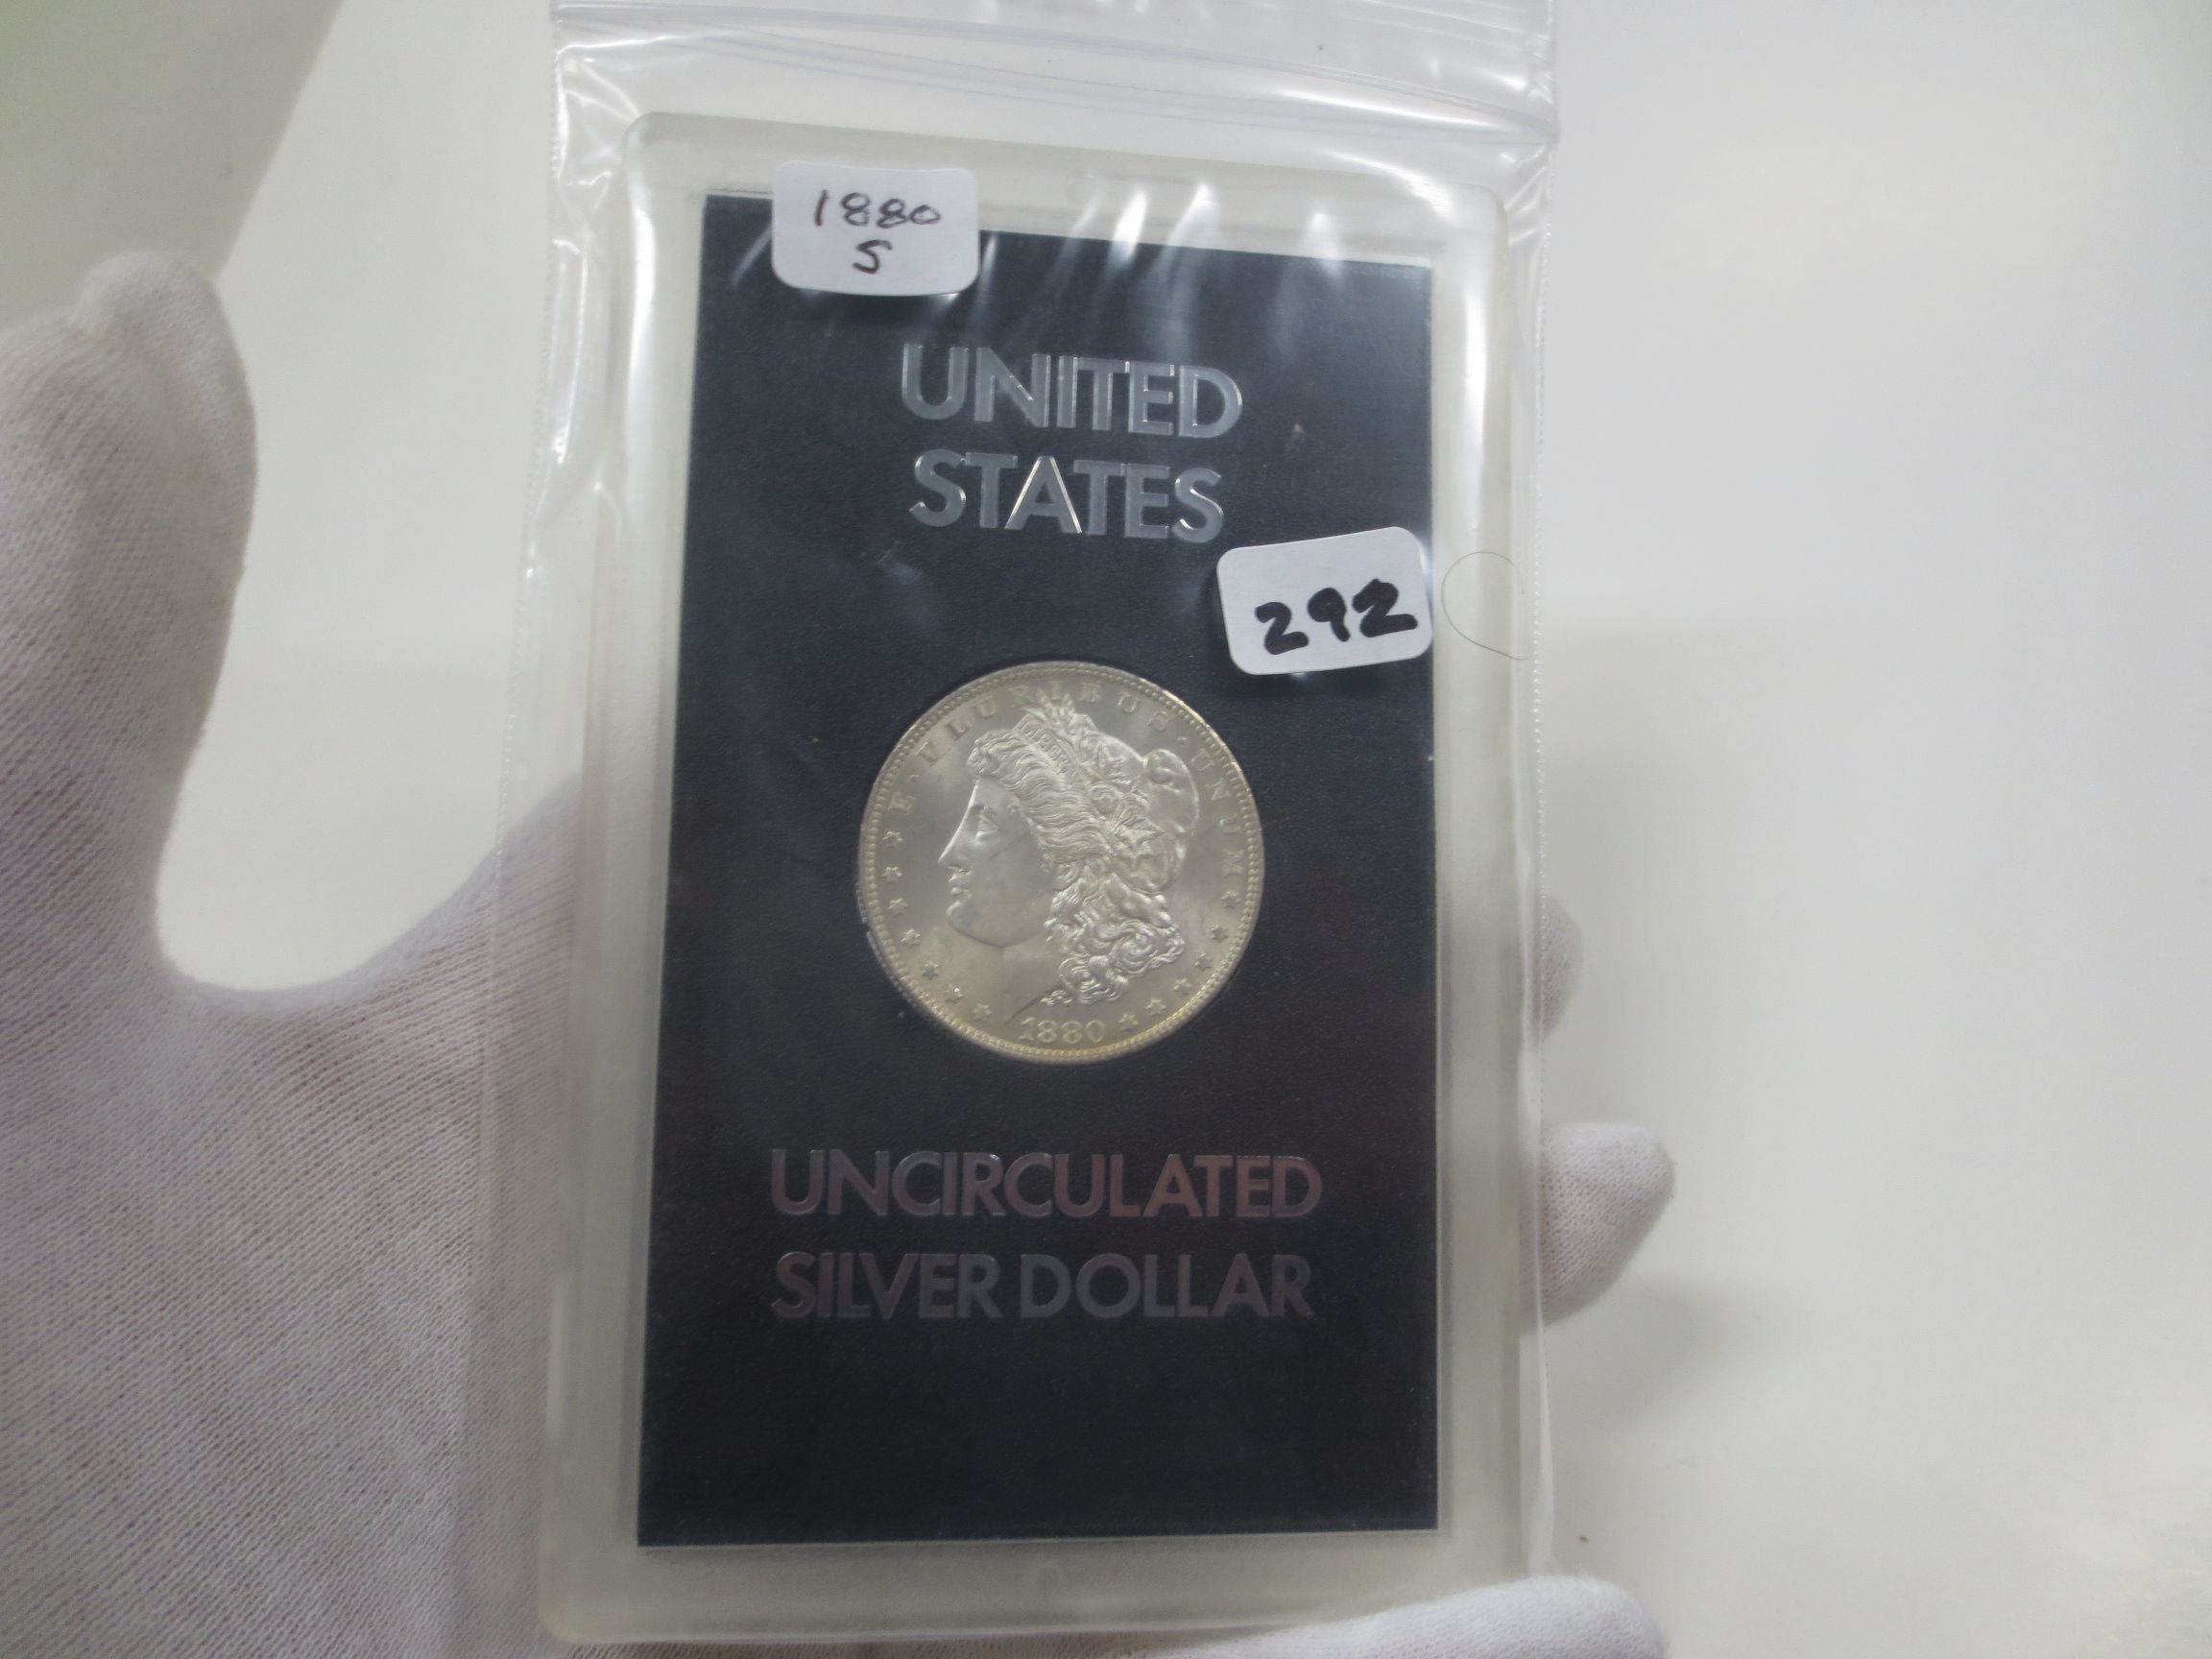 1880
S
UNITED
STATES
292
E · PLURIBUS · UNUM
1880
UNCIRCULATED
SILVER DOLLAR